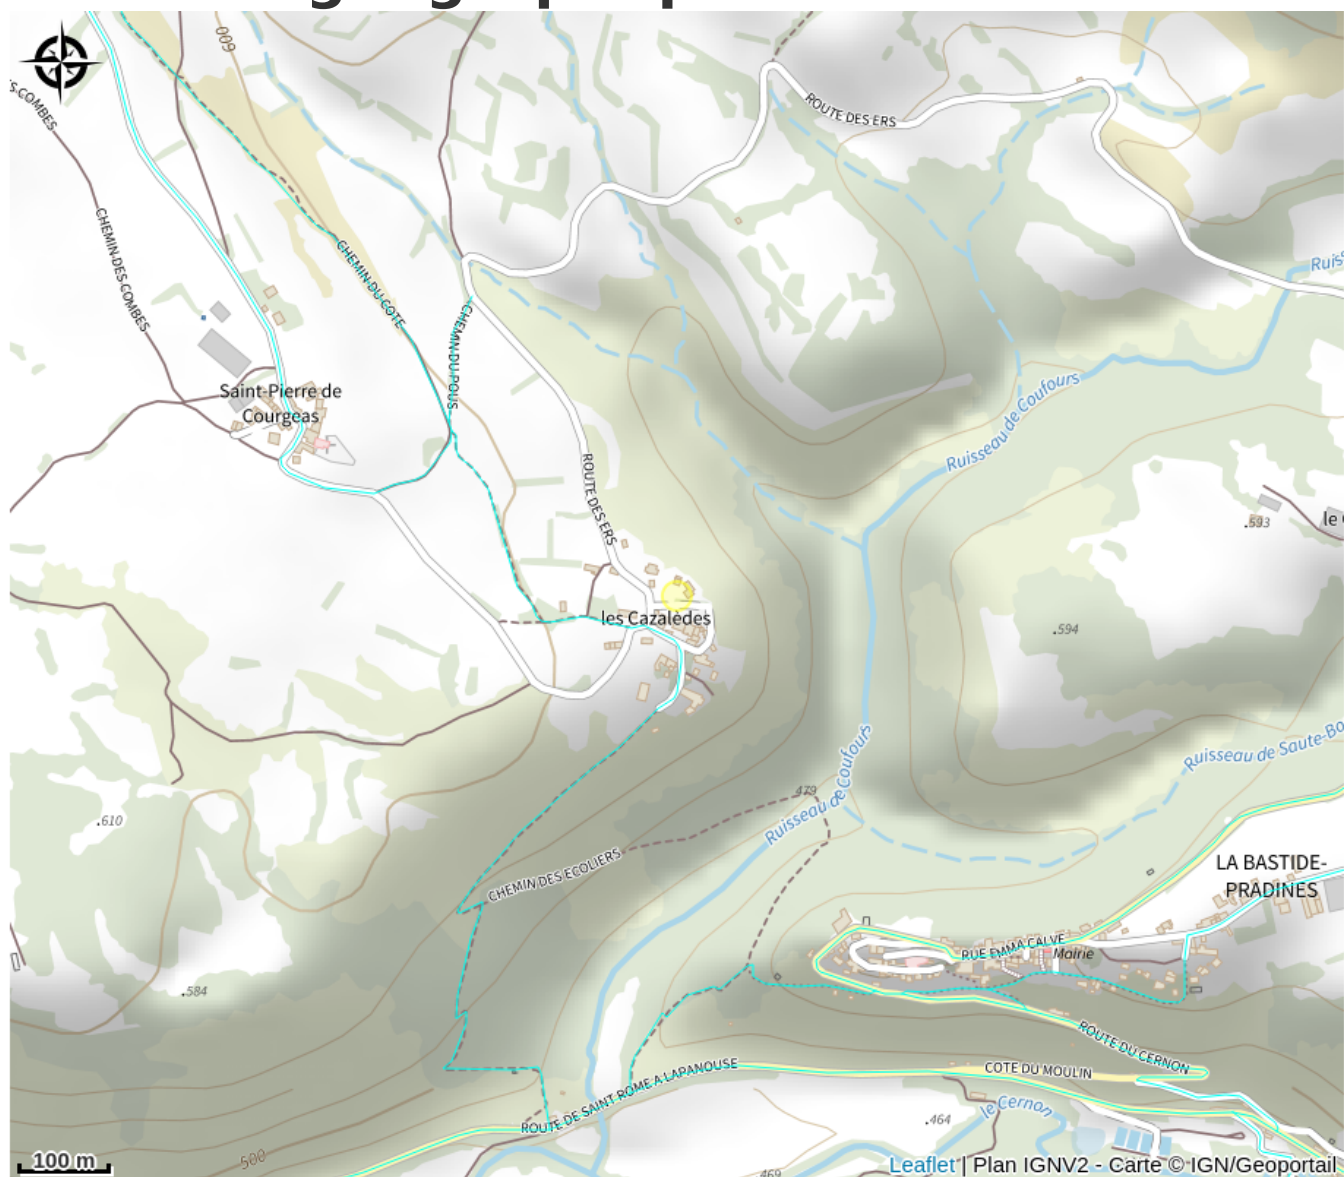 600
S-COMBES
ROUTE DES ERS
CHEMIN DES COMBES
CHEMIN DU COTE
CHEMIN DU POUS
Ruis
Saint-Pierre de
Courgeas
Ruisseau de Coufours
ROUTE DES ERS
.593
le
les Cazalèdes
.594
Ruisseau de Coufours
Ruisseau de Saute-Bo
479
.610
CHEMIN DES ECOLIERS
LA BASTIDE-
PRADINES
RUE EMMA CALVE
Mairie
.584
ROUTE DU CERNON
COTE DU MOULIN
ROUTE DE SAINT ROME A LAPANOUSE
le Cernon
.464
500
469
100 m
Leaflet | Plan IGNV2 - Carte © IGN/Geoportail